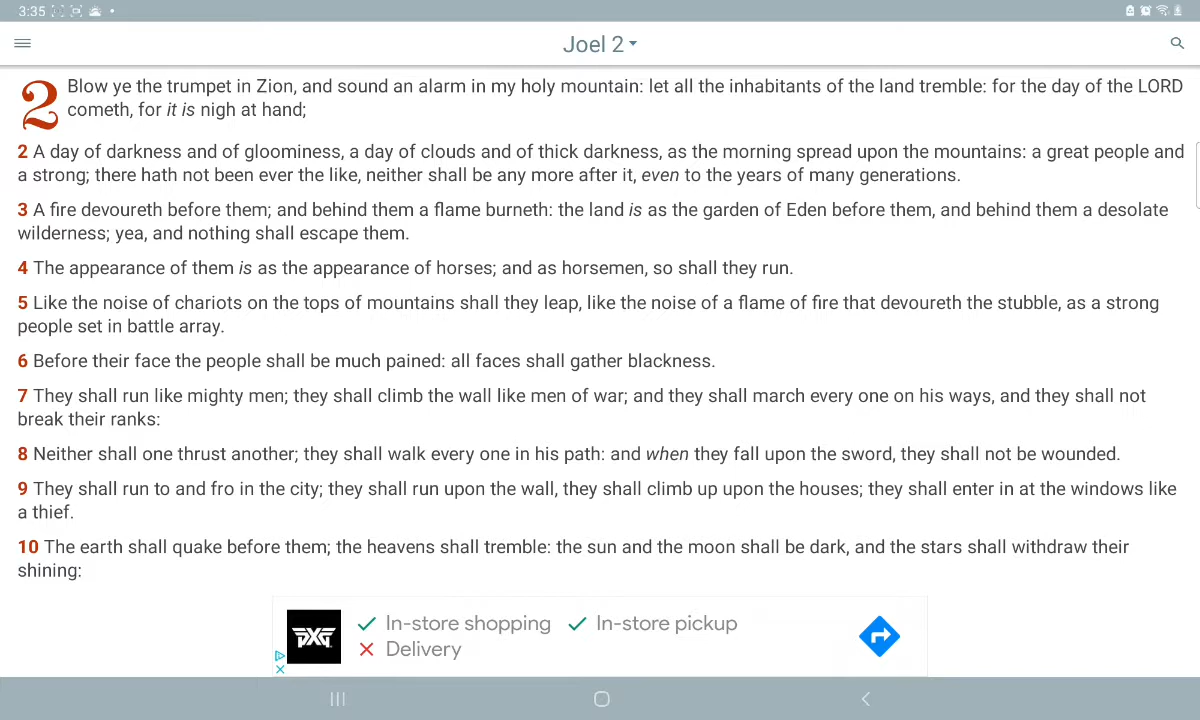 3:35
Joel 2
2 Blow ye the trumpet in Zion, and sound an alarm in my holy mountain: let all the inhabitants of the land tremble: for the day of the LORD
cometh, for it is nigh at hand;
2 A day of darkness and of gloominess, a day of clouds and of thick darkness, as the morning spread upon the mountains: a great people and
a strong; there hath not been ever the like, neither shall be any more after it, even to the years of many generations.
3 A fire devoureth before them; and behind them a flame burneth: the land is as the garden of Eden before them, and behind them a desolate
wilderness; yea, and nothing shall escape them.
4 The appearance of them is as the appearance of horses; and as horsemen, so shall they run.
5 Like the noise of chariots on the tops of mountains shall they leap, like the noise of a flame of fire that devoureth the stubble, as a strong
people set in battle array.
6 Before their face the people shall be much pained: all faces shall gather blackness.
7 They shall run like mighty men; they shall climb the wall like men of war; and they shall march every one on his ways, and they shall not
break their ranks:
8 Neither shall one thrust another; they shall walk every one in his path: and when they fall upon the sword, they shall not be wounded.
9 They shall run to and fro in the city; they shall run upon the wall, they shall climb up upon the houses; they shall enter in at the windows like
a thief.
10 The earth shall quake before them; the heavens shall tremble: the sun and the moon shall be dark, and the stars shall withdraw their
shining:
PXG
In-store shopping In-store pickup
Delivery